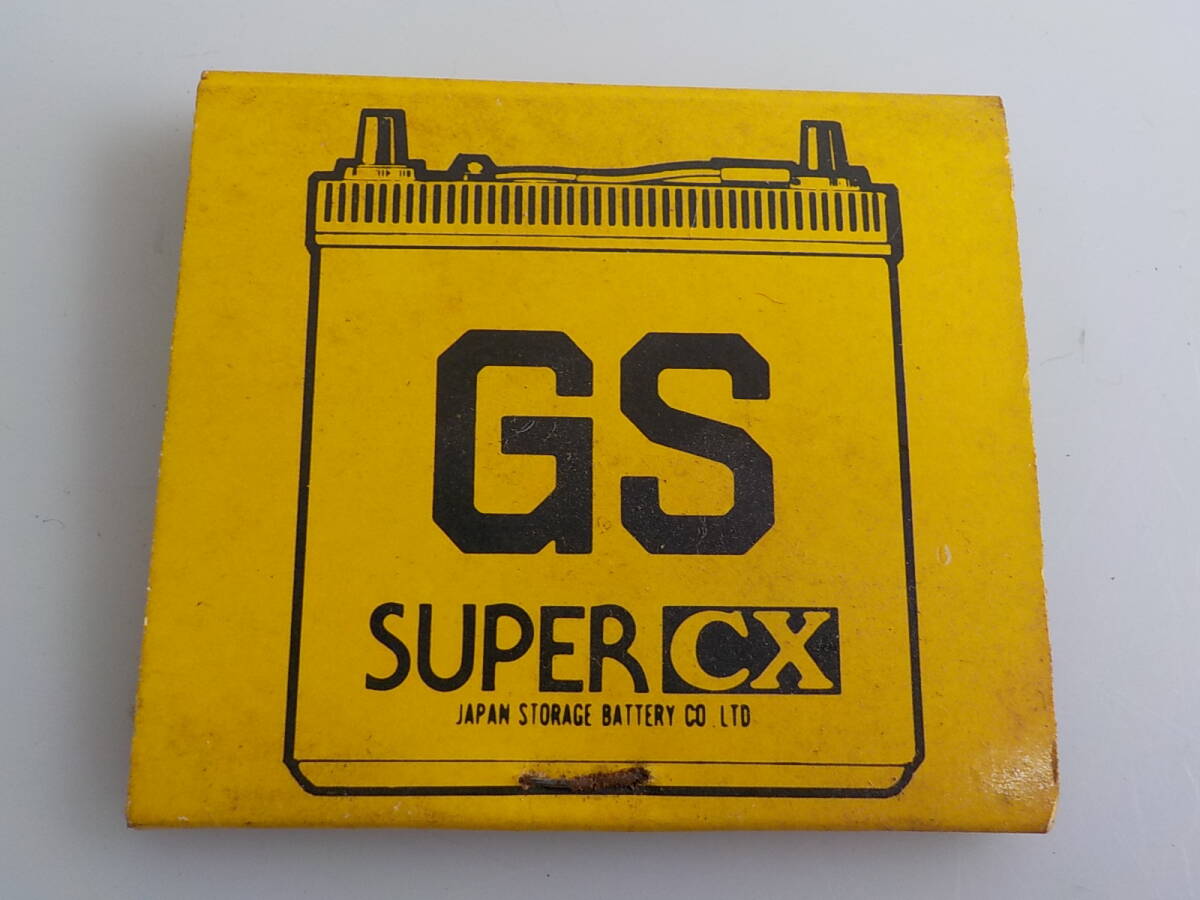 GS
SUPER CX
JAPAN STORAGE BATTERY CO.LTD